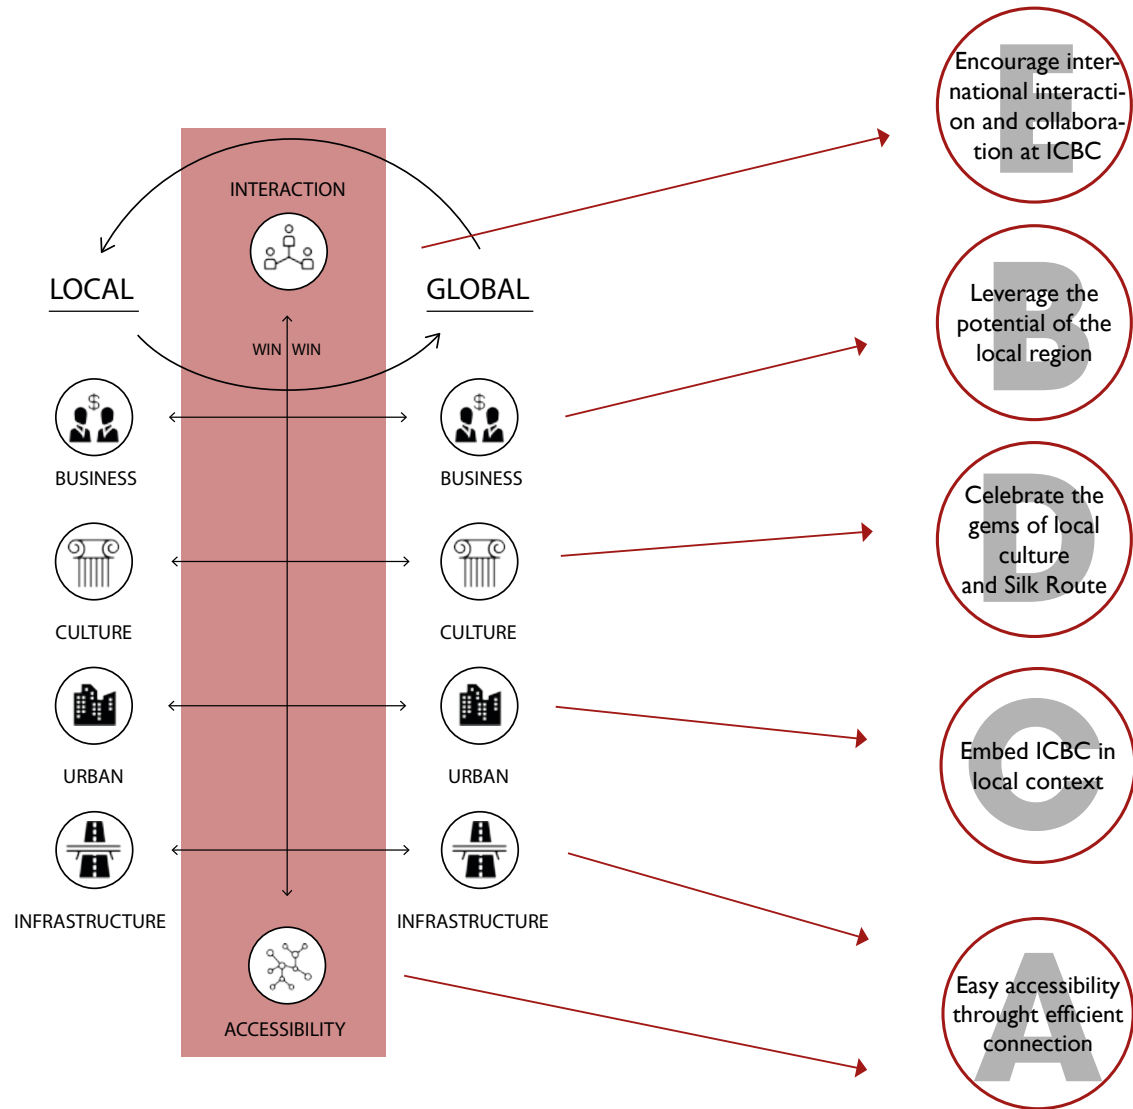 INTERACTION
LOCAL
GLOBAL
WIN WIN
$
$
BUSINESS
BUSINESS
CULTURE
CULTURE
URBAN
URBAN
INFRASTRUCTURE
INFRASTRUCTURE
ACCESSIBILITY
E
Encourage inter-
national interacti-
on and collabora-
tion at ICBC
B
Leverage the
potential of the
local region
D
Celebrate the
gems of local
culture
and Silk Route
C
Embed ICBC in
local context
A
Easy accessibility
throught efficient
connection